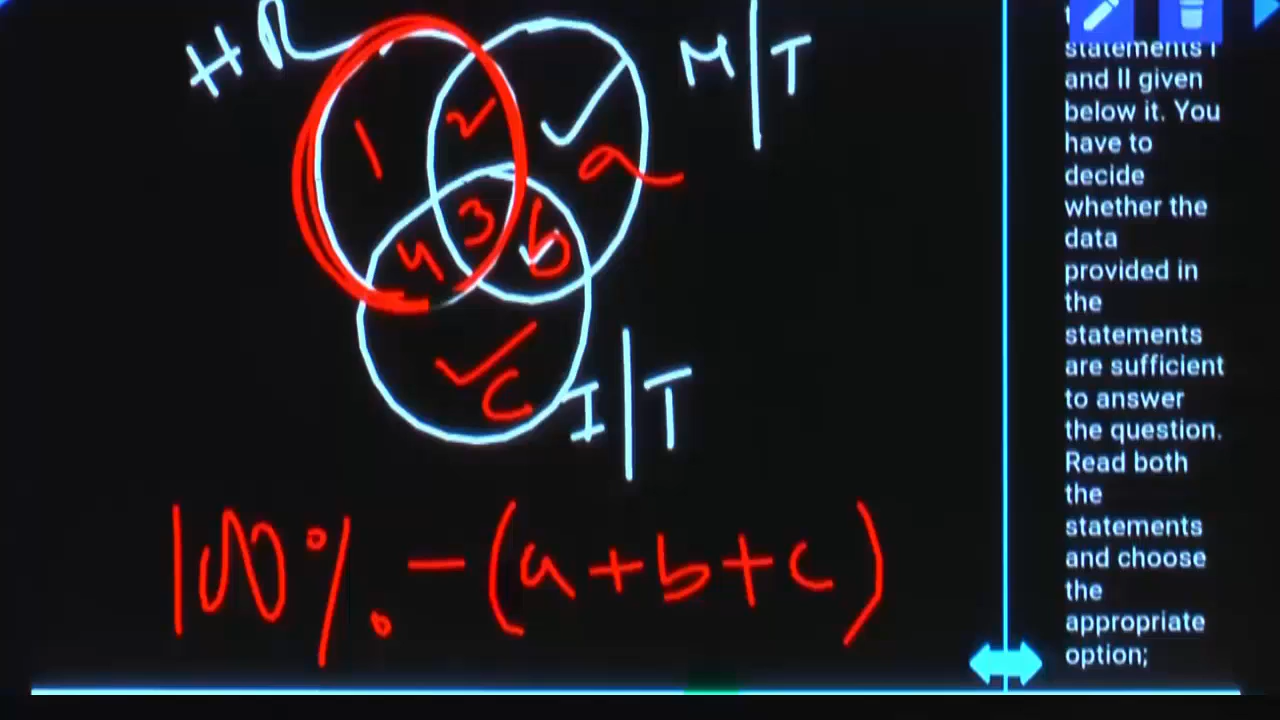 HR
M/T
1
2
a
3
4
b
c
I/T
100% - (a+b+c)
statements I
and II given
below it. You
have to
decide
whether the
data
provided in
the
statements
are sufficient
to answer
the question.
Read both
the
statements
and choose
the
appropriate
option;